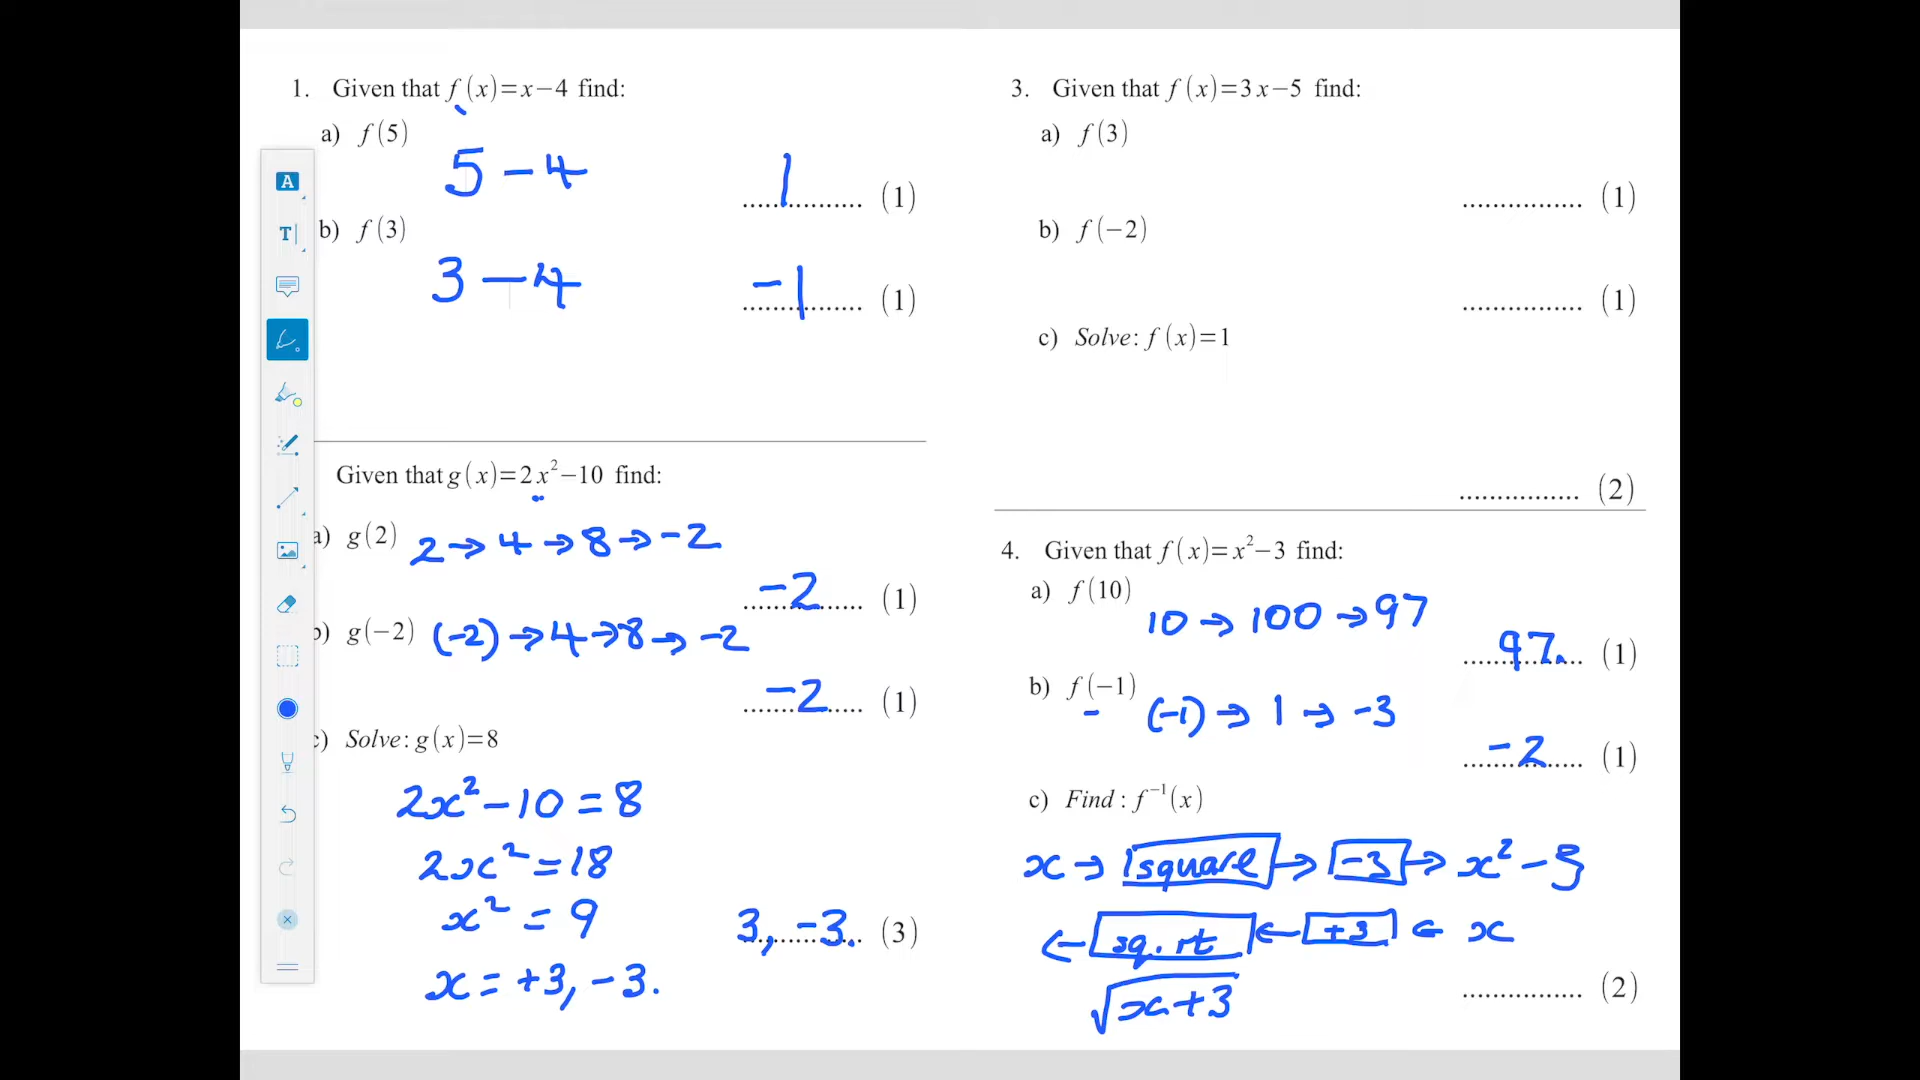 1. Given that f(x)=x−4 find:
a) f(5)
5 − 4
1
................ (1)
b) f(3)
3 − 4
−1
................ (1)
Given that g(x)=2x²−10 find:
a) g(2) 2 → 4 → 8 → −2
−2
................ (1)
b) g(−2) (−2) → 4 → 8 → −2
−2
................ (1)
c) Solve: g(x)=8
2x² − 10 = 8
2x² = 18
x² = 9
3, −3.
................ (3)
x = +3, −3.
3. Given that f(x)=3x−5 find:
a) f(3)
................ (1)
b) f(−2)
................ (1)
c) Solve: f(x)=1
................ (2)
4. Given that f(x)=x²−3 find:
a) f(10)
10 → 100 → 97
97.
................ (1)
b) f(−1) (−1) → 1 → −3
−2
................ (1)
c) Find: f⁻¹(x)
x → square → −3 → x² − 3
← sq. rt ← +3 ← x
................ (2)
√x+3
A
T